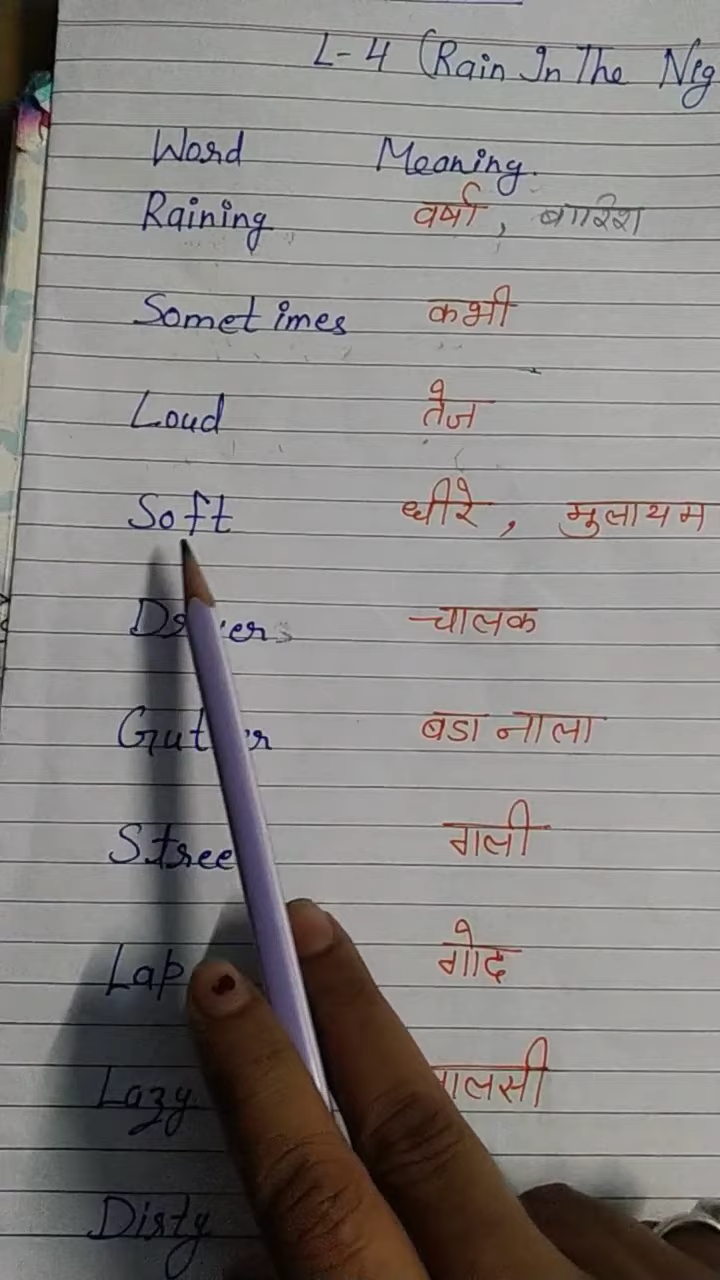 L-4 (Rain In The Nig
Word Meaning.
Raining वर्षा, बारिश
Sometimes कभी
Loud तेज
Soft धीरे, मुलायम
चालक
बडा नाला
गली
Lap गोद
Lazy
Dirty